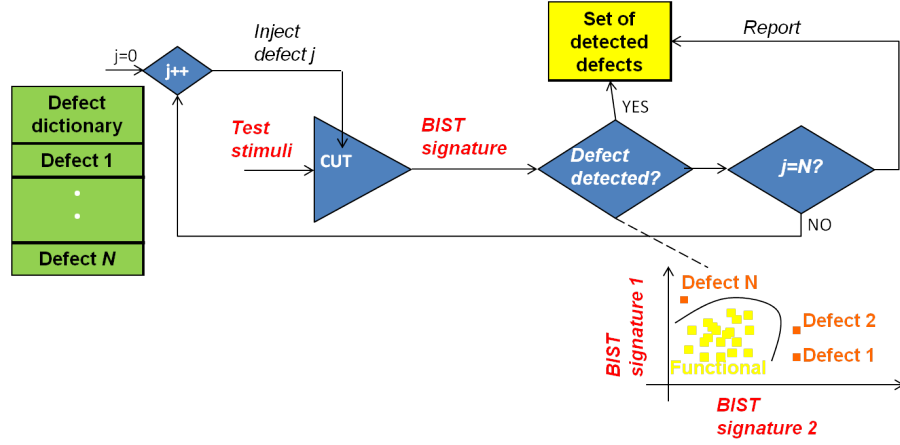 j=0
j++
Inject
defect j
Set of
detected
defects
Report
YES
Defect
dictionary
Defect 1
Defect N
Test
stimuli
CUT
BIST
signature
Defect
detected?
j=N?
NO
BIST
signature 1
Defect N
Defect 2
Defect 1
Functional
BIST
signature 2